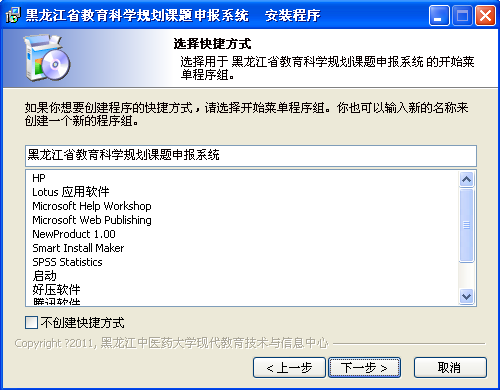 黑龙江省教育科学规划课题申报系统 安装程序
选择快捷方式
选择用于 黑龙江省教育科学规划课题申报系统 的开始菜
单程序组。
如果你想要创建程序的快捷方式，请选择开始菜单程序组。你也可以输入新的名称来
创建一个新的程序组。
黑龙江省教育科学规划课题申报系统
HP
Lotus 应用软件
Microsoft Help Workshop
Microsoft Web Publishing
NewProduct 1.00
Smart Install Maker
SPSS Statistics
启动
好压软件
腾讯软件
不创建快捷方式
Copyright ?2011, 黑龙江中医药大学现代教育技术与信息中心
< 上一步
下一步 >
取消